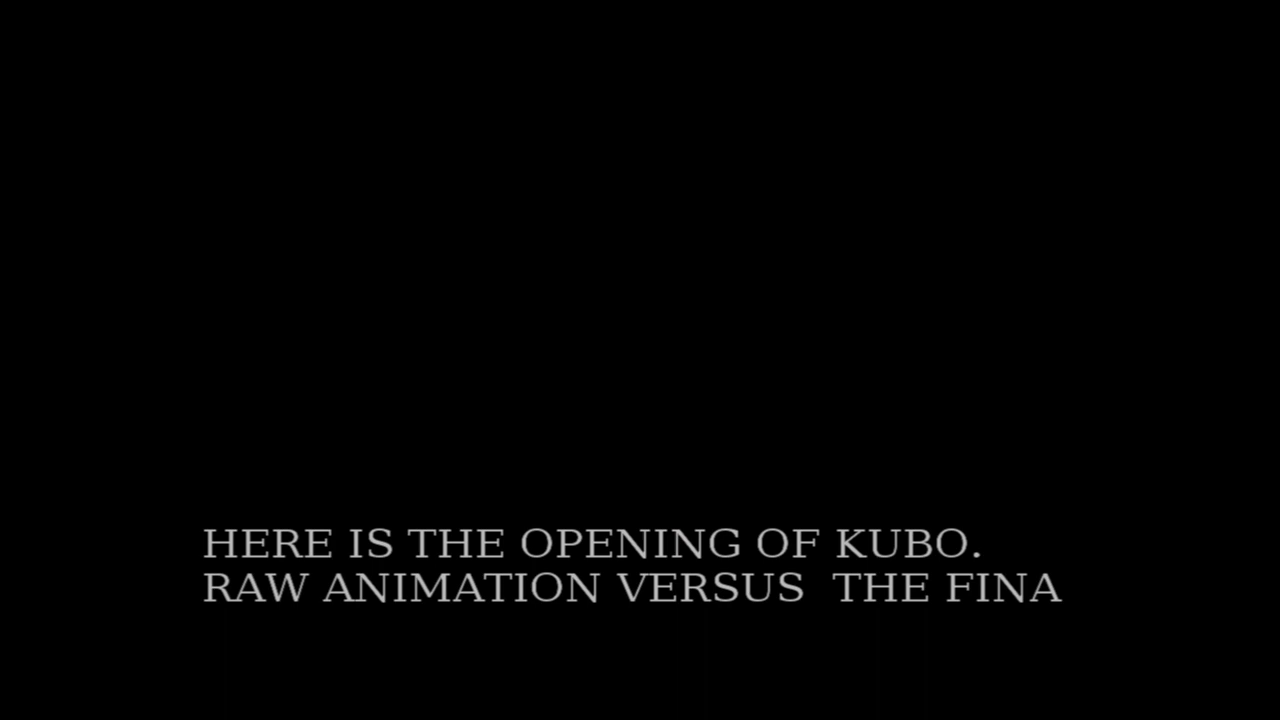 HERE IS THE OPENING OF KUBO.
RAW ANIMATION VERSUS  THE FINA